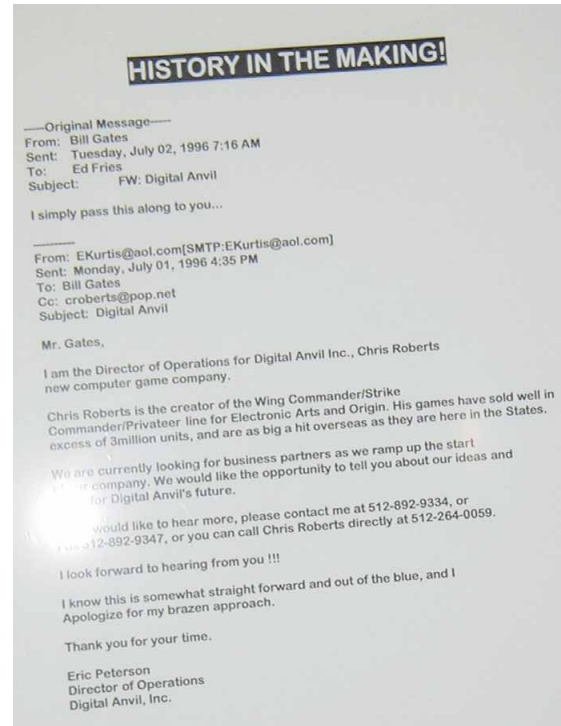 HISTORY IN THE MAKING!
-----Original Message-----
From: Bill Gates
Sent: Tuesday, July 02, 1996 7:16 AM
To: Ed Fries
Subject: FW: Digital Anvil
I simply pass this along to you...
----------
From: EKurtis@aol.com[SMTP:EKurtis@aol.com]
Sent: Monday, July 01, 1996 4:35 PM
To: Bill Gates
Cc: croberts@pop.net
Subject: Digital Anvil
Mr. Gates,
I am the Director of Operations for Digital Anvil Inc., Chris Roberts
new computer game company.
Chris Roberts is the creator of the Wing Commander/Strike
Commander/Privateer line for Electronic Arts and Origin. His games have sold well in
excess of 3million units, and are as big a hit overseas as they are here in the States.
We are currently looking for business partners as we ramp up the start
company. We would like the opportunity to tell you about our ideas and
for Digital Anvil's future.
would like to hear more, please contact me at 512-892-9334, or
512-892-9347, or you can call Chris Roberts directly at 512-264-0059.
I look forward to hearing from you !!!
I know this is somewhat straight forward and out of the blue, and I
Apologize for my brazen approach.
Thank you for your time.
Eric Peterson
Director of Operations
Digital Anvil, Inc.